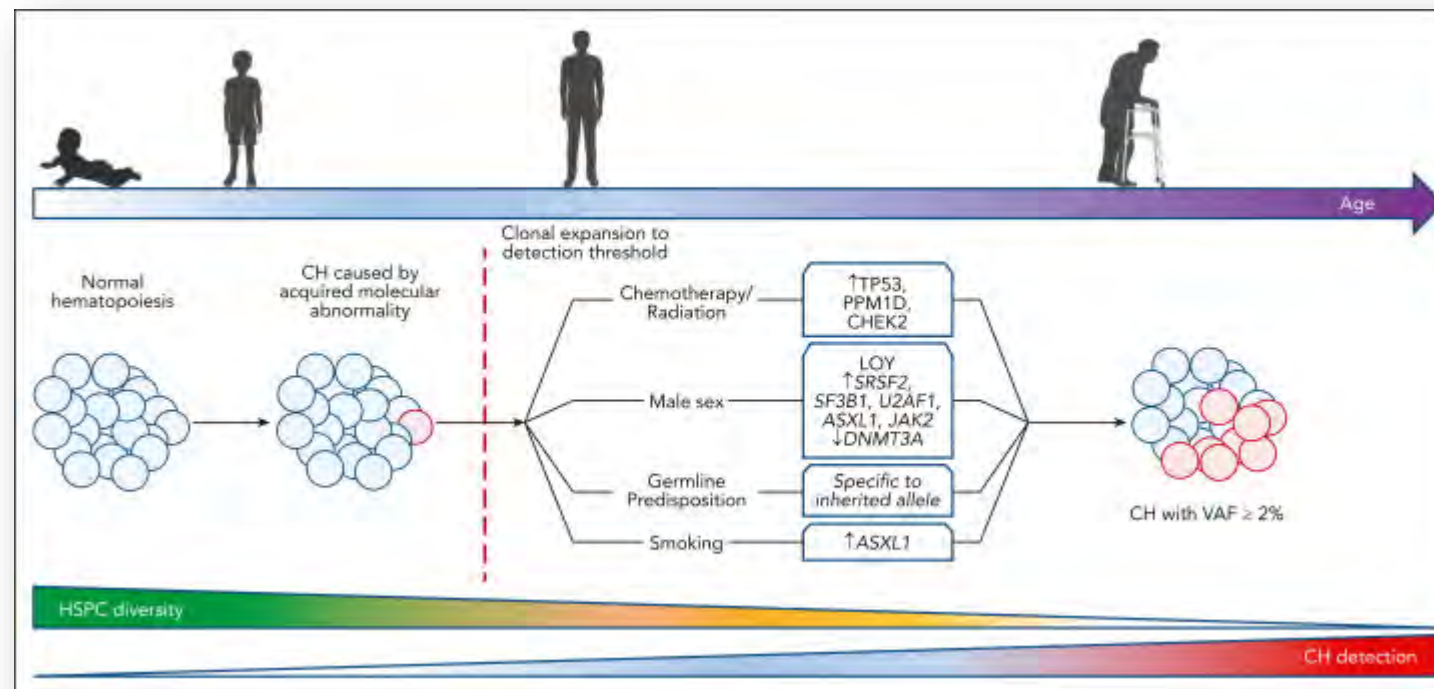 Age
Clonal expansion to
detection threshold
Normal
hematopoiesis
CH caused by
acquired molecular
abnormality
Chemotherapy/
Radiation
↑TP53,
PPM1D,
CHEK2
Male sex
LOY
↑SRSF2,
SF3B1, U2AF1,
ASXL1, JAK2
↓DNMT3A
Germline
Predisposition
Specific to
inherited allele
Smoking
↑ASXL1
CH with VAF ≥ 2%
HSPC diversity
CH detection